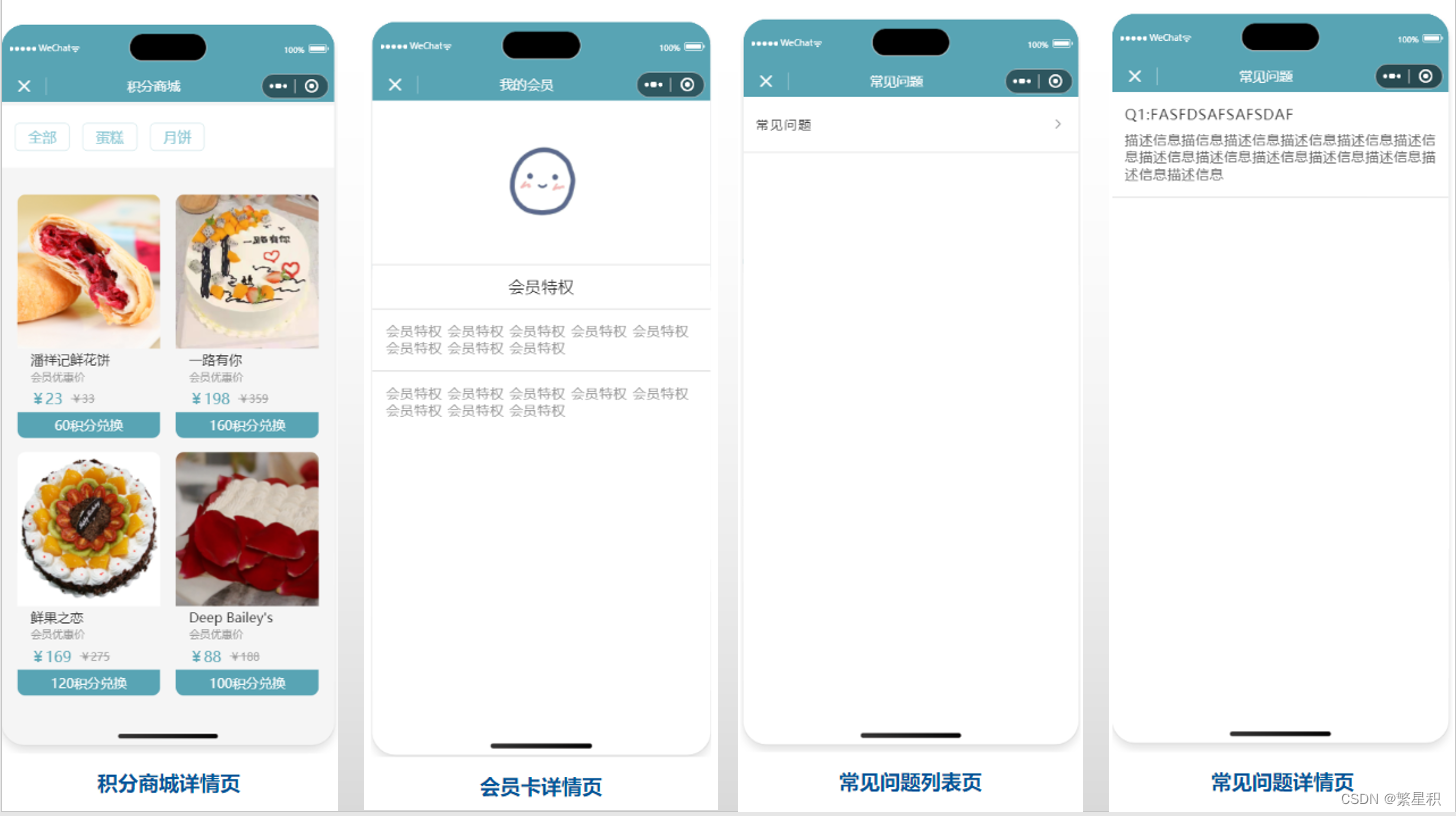 WeChat
100%
积分商城
全部
蛋糕
月饼
潘祥记鲜花饼
会员优惠价
¥23 ¥33
60积分兑换
一路有你
一路有你
会员优惠价
¥198 ¥359
160积分兑换
鲜果之恋
会员优惠价
¥169 ¥275
120积分兑换
Deep Bailey's
会员优惠价
¥88 ¥188
100积分兑换
积分商城详情页
WeChat
100%
我的会员
会员特权
会员特权 会员特权 会员特权 会员特权 会员特权
会员特权 会员特权 会员特权
会员特权 会员特权 会员特权 会员特权 会员特权
会员特权 会员特权 会员特权
会员卡详情页
WeChat
100%
常见问题
常见问题
常见问题列表页
WeChat
100%
常见问题
Q1:FASFDSAFSAFSDAF
描述信息描信息描述信息描述信息描述信息描述信
息描述信息描述信息描述信息描述信息描述信息描
述信息描述信息
常见问题详情页
CSDN @繁星积